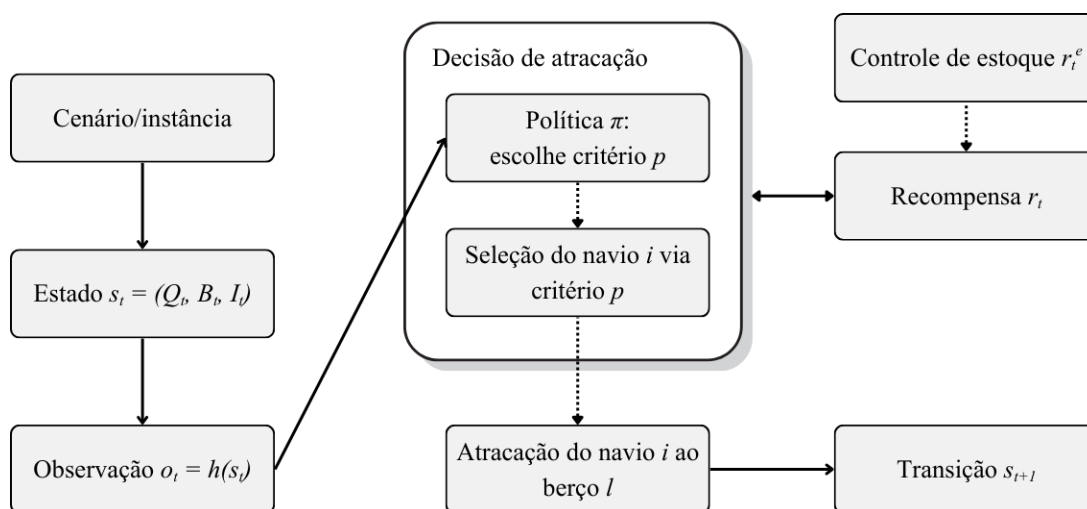 Cenário/instância
Estado s_t = (Q_t, B_t, I_t)
Observação o_t = h(s_t)
Decisão de atracação
Política π:
escolhe critério p
Seleção do navio i via
critério p
Atracação do navio i ao
berço l
Controle de estoque r_t^e
Recompensa r_t
Transição s_{t+1}